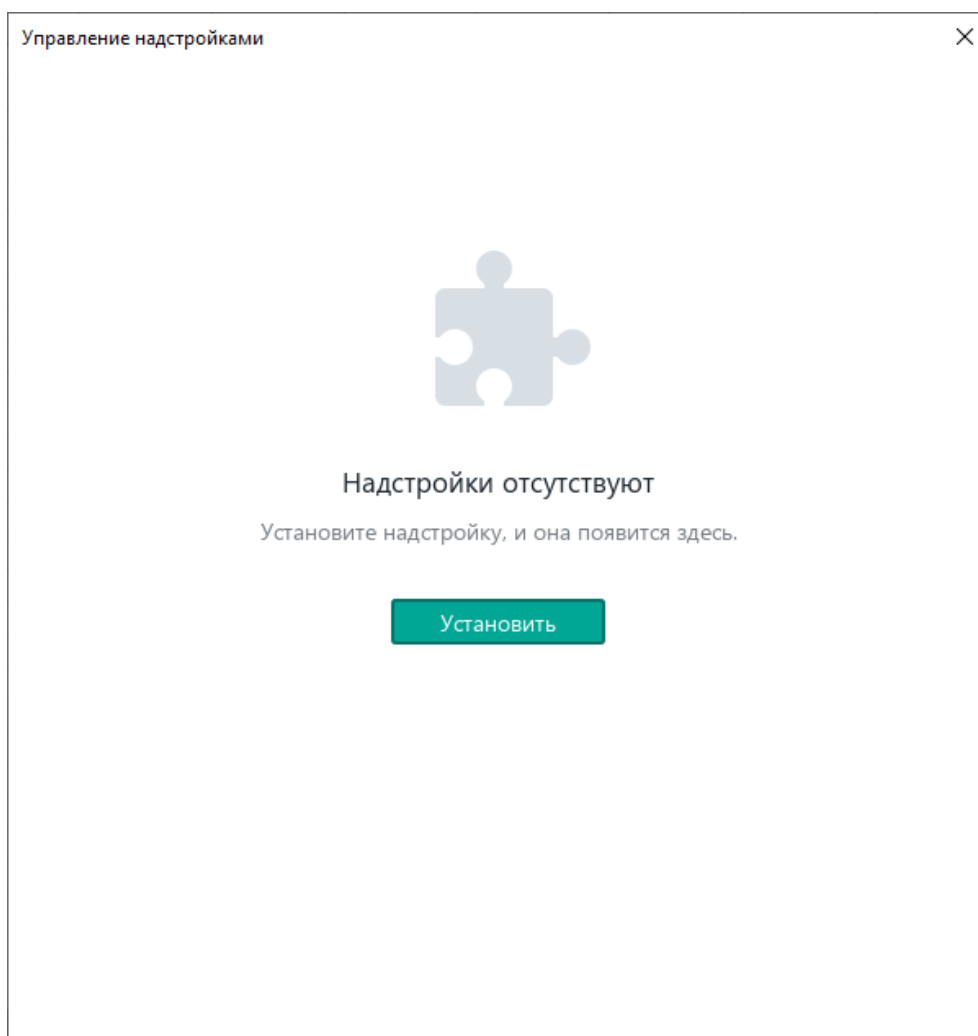 Управление надстройками
Надстройки отсутствуют
Установите надстройку, и она появится здесь.
Установить